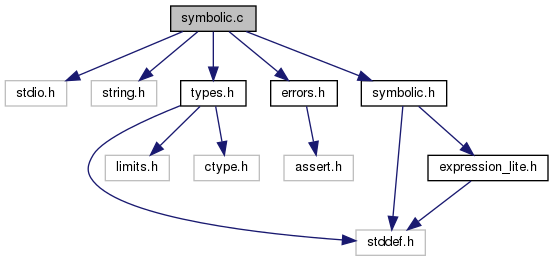 symbolic.c
stdio.h
string.h
types.h
errors.h
symbolic.h
limits.h
ctype.h
assert.h
expression_lite.h
stddef.h